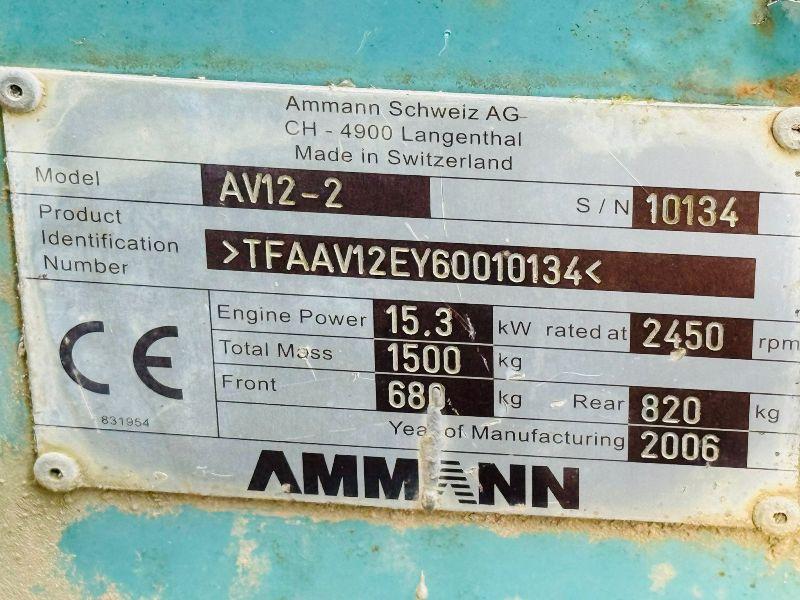 Ammann Schweiz AG
CH - 4900 Langenthal
Made in Switzerland
Model AV12-2 S / N 10134
Product
Identification
Number >TFAAV12EY60010134<
Engine Power 15.3 kW rated at 2450 rpm
Total Mass 1500 kg
Front 680 kg Rear 820 kg
Year of Manufacturing 2006
CE
831954
AMMANN